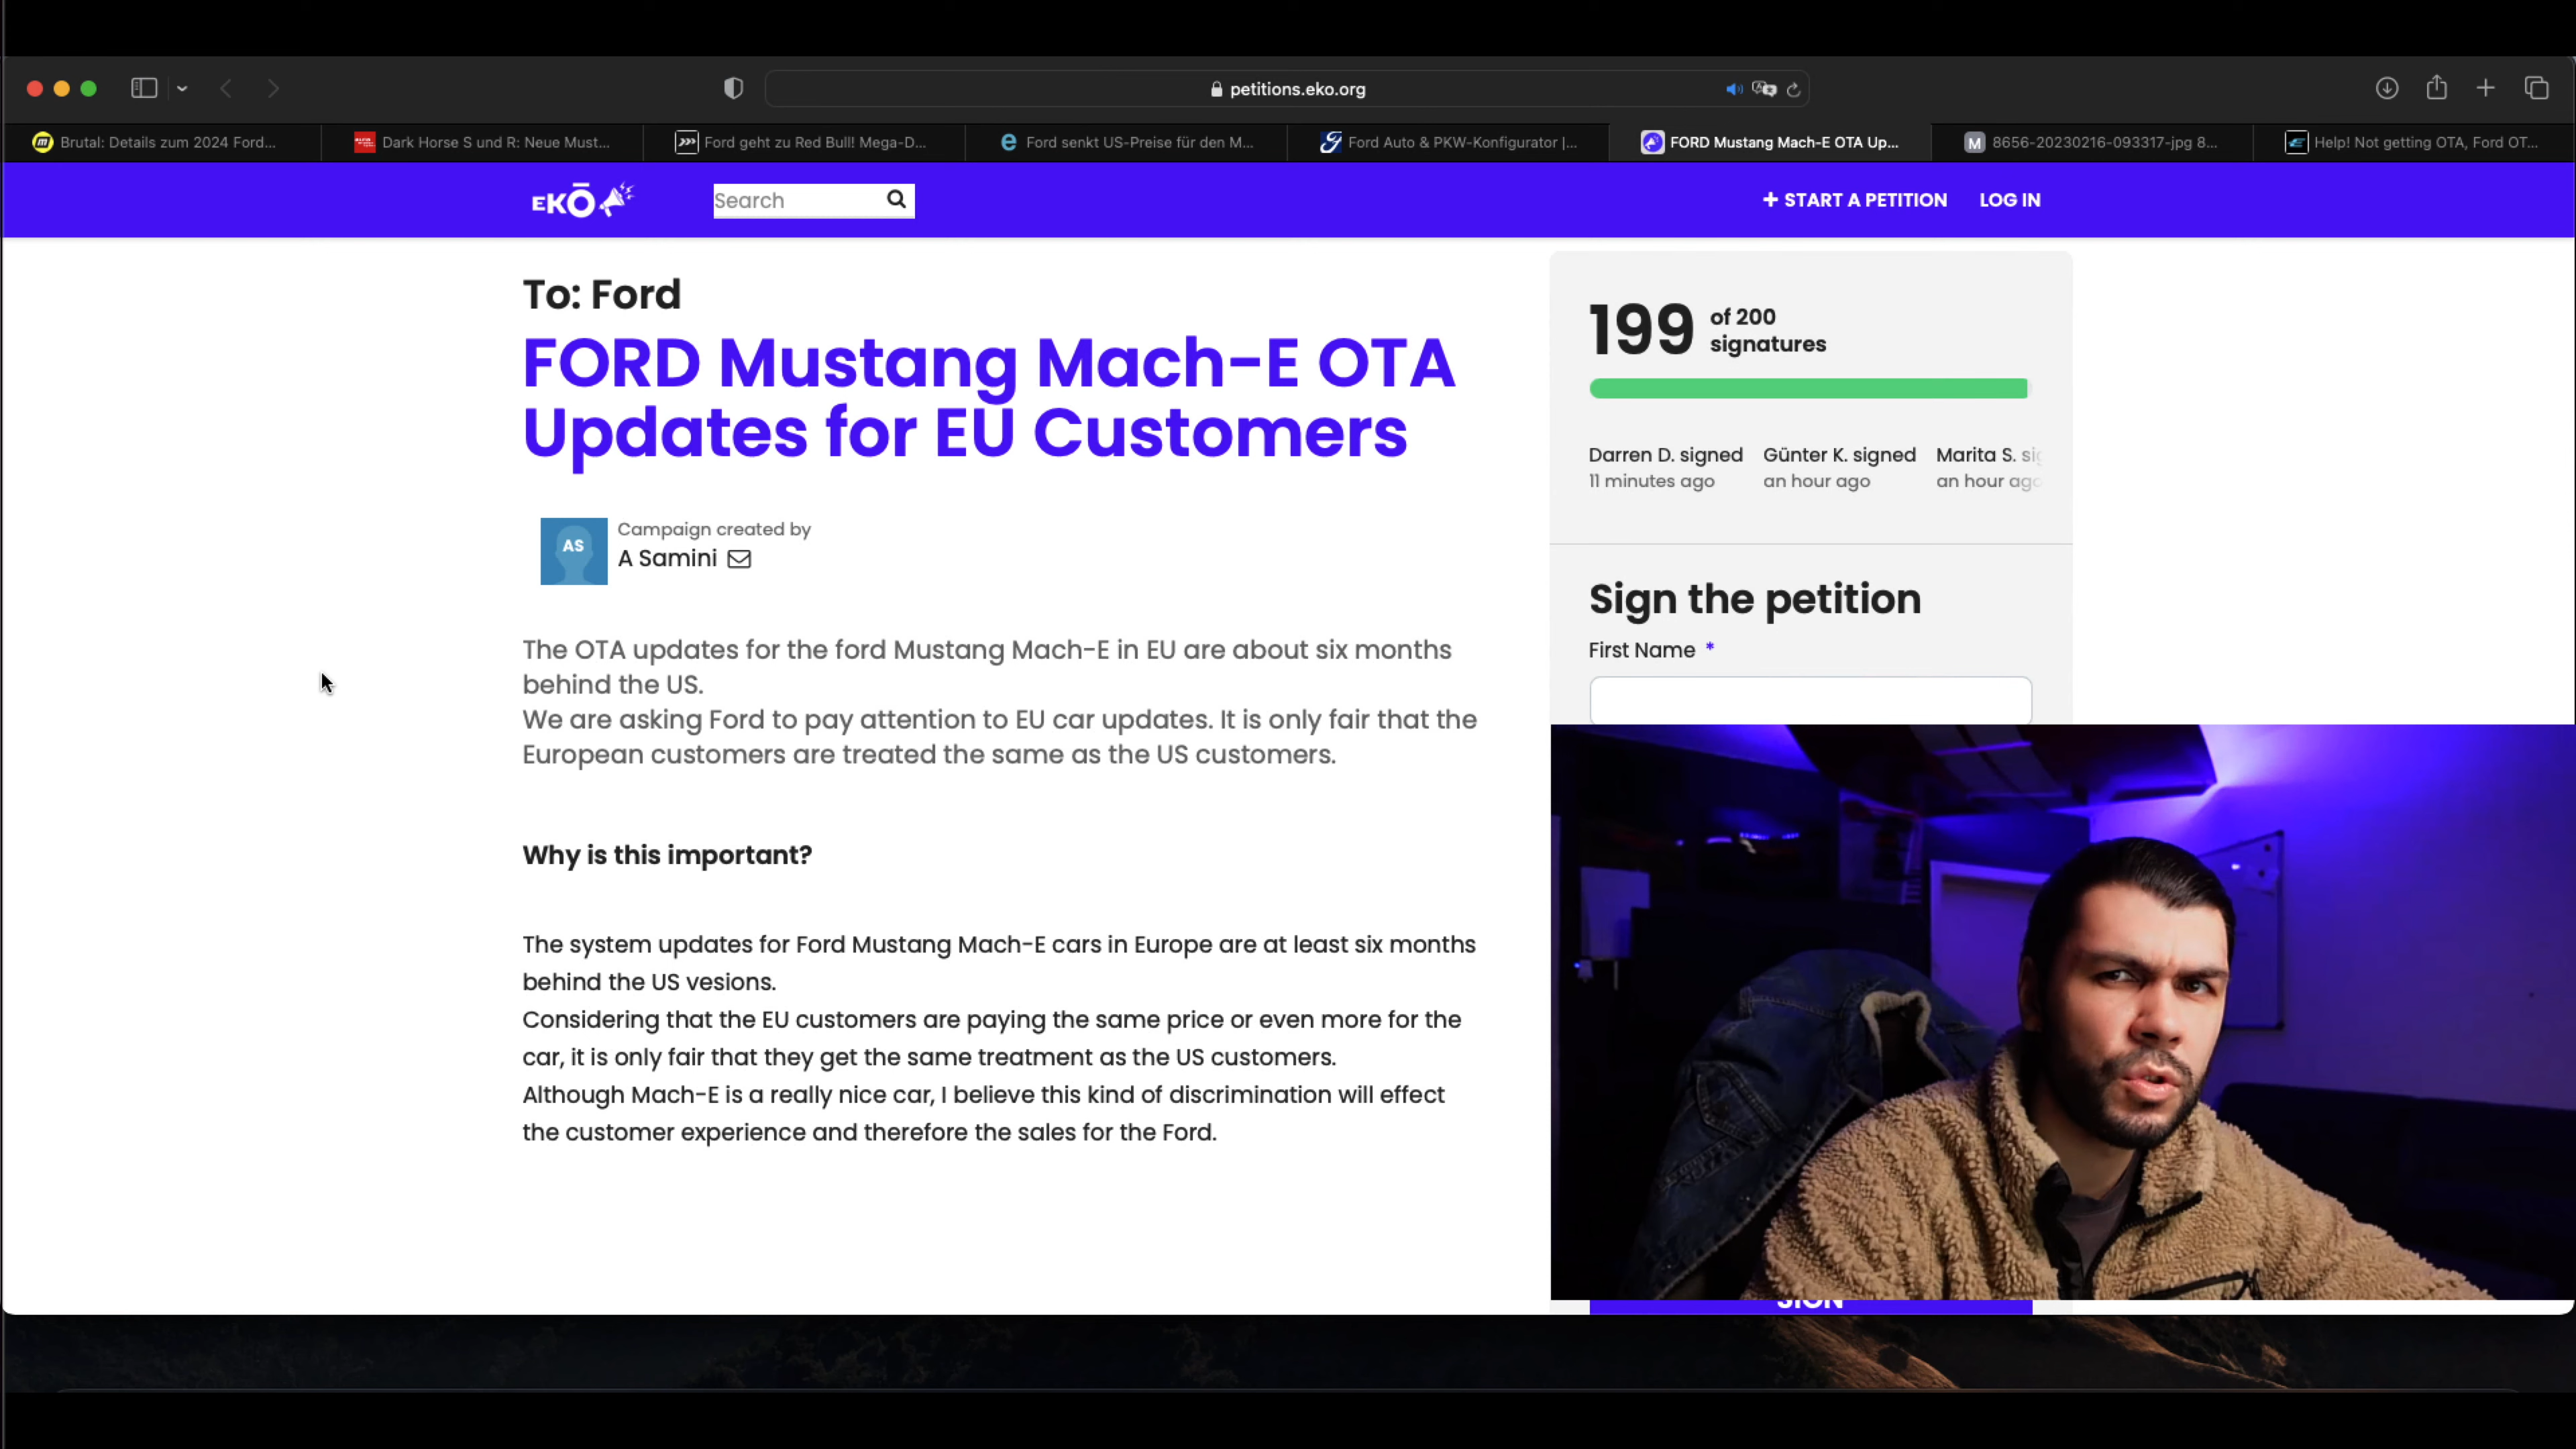 petitions.eko.org
Brutal: Details zum 2024 Ford...
Dark Horse S und R: Neue Must...
Ford geht zu Red Bull! Mega-D...
Ford senkt US-Preise für den M...
Ford Auto & PKW-Konfigurator |...
FORD Mustang Mach-E OTA Up...
M
8656-20230216-093317-jpg 8...
Help! Not getting OTA, Ford OT...
EKŌ
Search
+ START A PETITION
LOG IN
To: Ford
FORD Mustang Mach-E OTA
Updates for EU Customers
AS
Campaign created by
A Samini
The OTA updates for the ford Mustang Mach-E in EU are about six months
behind the US.
We are asking Ford to pay attention to EU car updates. It is only fair that the
European customers are treated the same as the US customers.
Why is this important?
The system updates for Ford Mustang Mach-E cars in Europe are at least six months
behind the US vesions.
Considering that the EU customers are paying the same price or even more for the
car, it is only fair that they get the same treatment as the US customers.
Although Mach-E is a really nice car, I believe this kind of discrimination will effect
the customer experience and therefore the sales for the Ford.
199
of 200
signatures
Darren D. signed
11 minutes ago
Günter K. signed
an hour ago
Marita S. sig
an hour ago
Sign the petition
First Name *
SIGN